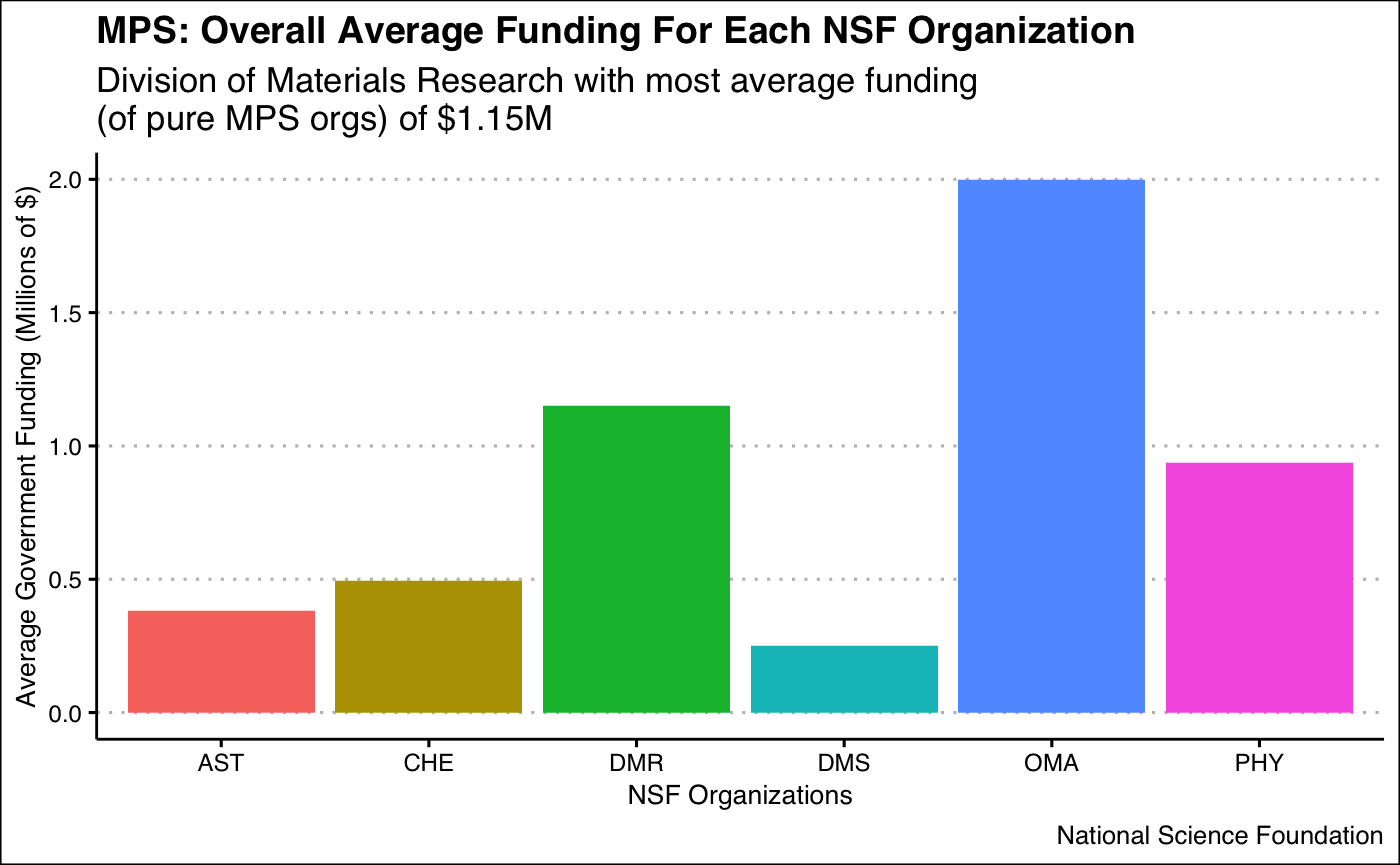 MPS: Overall Average Funding For Each NSF Organization
Division of Materials Research with most average funding
(of pure MPS orgs) of $1.15M
Average Government Funding (Millions of $)
2.0
1.5
1.0
0.5
0.0
AST CHE DMR DMS OMA PHY
NSF Organizations
National Science Foundation